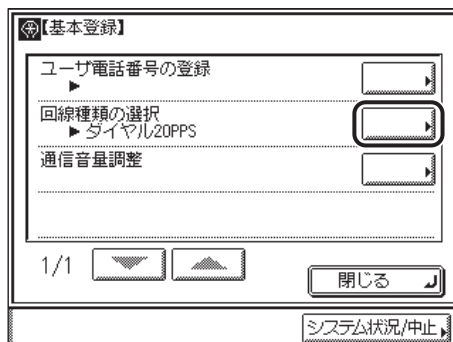 【基本登録】
ユーザ電話番号の登録
▶
回線種類の選択
▶ダイヤル20PPS
通信音量調整
1/1
閉じる
システム状況/中止